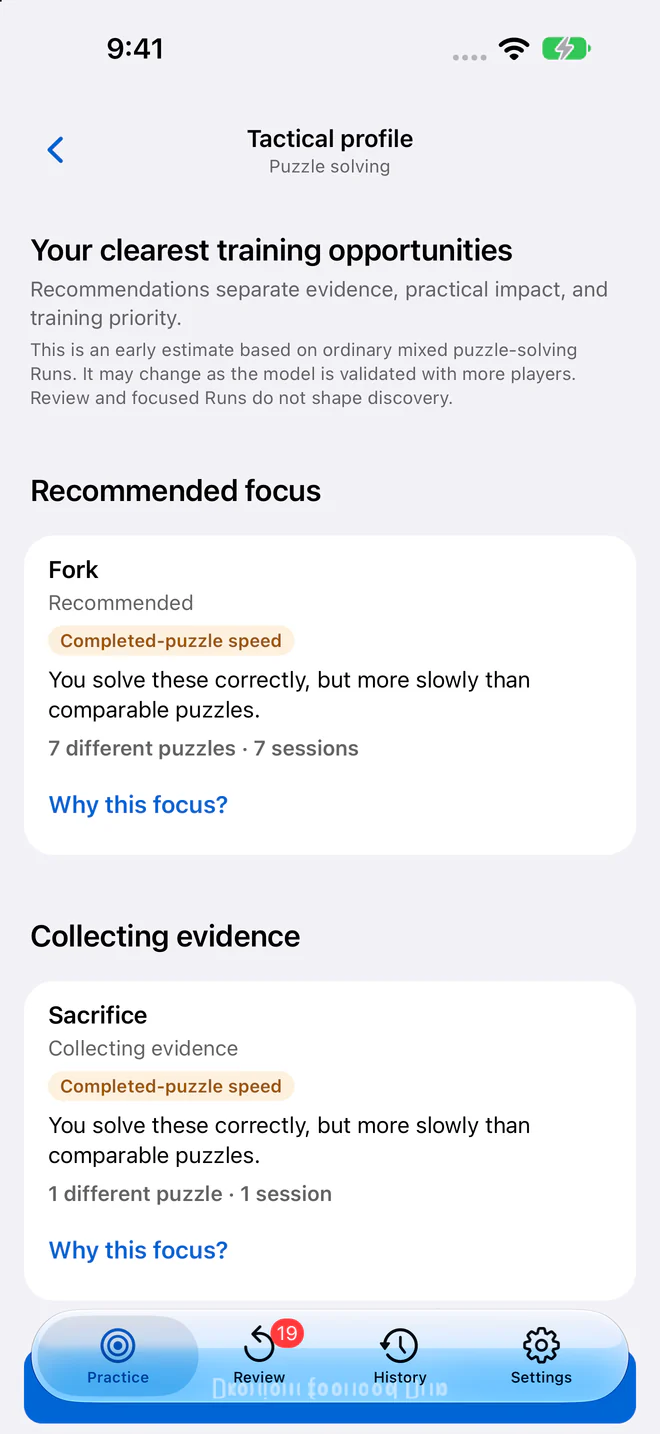 9:41
Tactical profile
Puzzle solving
Your clearest training opportunities
Recommendations separate evidence, practical impact, and
training priority.
This is an early estimate based on ordinary mixed puzzle-solving
Runs. It may change as the model is validated with more players.
Review and focused Runs do not shape discovery.
Recommended focus
Fork
Recommended
Completed-puzzle speed
You solve these correctly, but more slowly than
comparable puzzles.
7 different puzzles · 7 sessions
Why this focus?
Collecting evidence
Sacrifice
Collecting evidence
Completed-puzzle speed
You solve these correctly, but more slowly than
comparable puzzles.
1 different puzzle · 1 session
Why this focus?
19
Practice Review History Settings